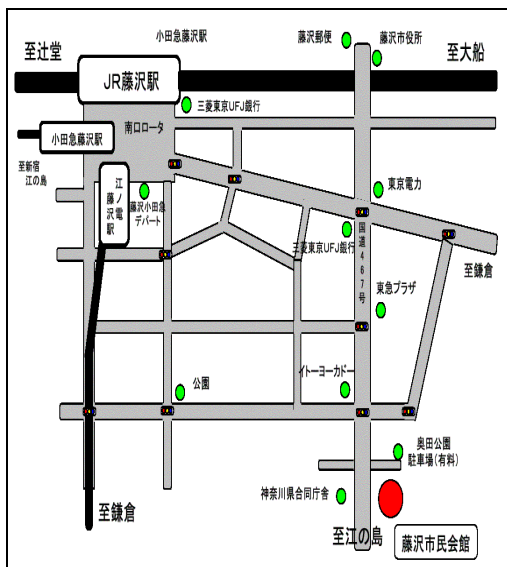 小田急藤沢駅
藤沢郵便
藤沢市役所
至辻堂
至大船
JR藤沢駅
三菱東京UFJ銀行
南口ロータ
小田急藤沢駅
至新宿
江の島
江ノ電
藤沢駅
藤沢小田急
デパート
東京電力
三菱東京UFJ銀行
国道467号
至鎌倉
東急プラザ
公園
イトーヨーカドー
奥田公園
駐車場(有料)
神奈川県合同庁舎
至鎌倉
至江の島
藤沢市民会館